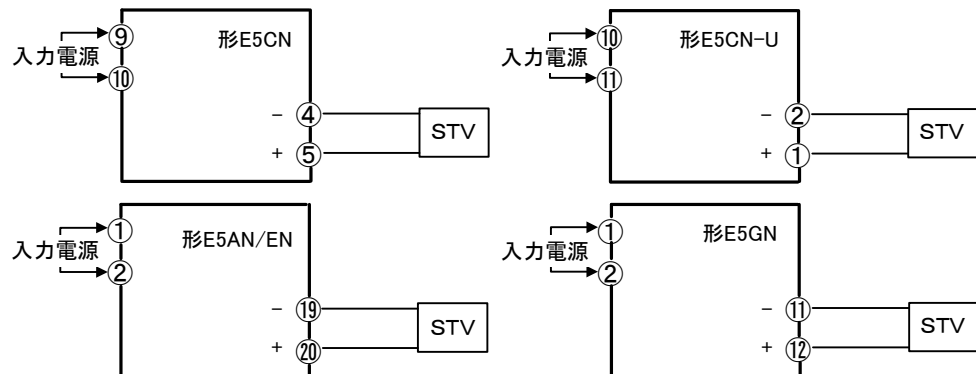 ⑨
形E5CN
入力電源
⑩
- ④
STV
+ ⑤
⑩
形E5CN-U
入力電源
⑪
- ②
STV
+ ①
①
形E5AN/EN
入力電源
②
- ⑲
STV
+ ⑳
①
形E5GN
入力電源
②
- ⑪
STV
+ ⑫